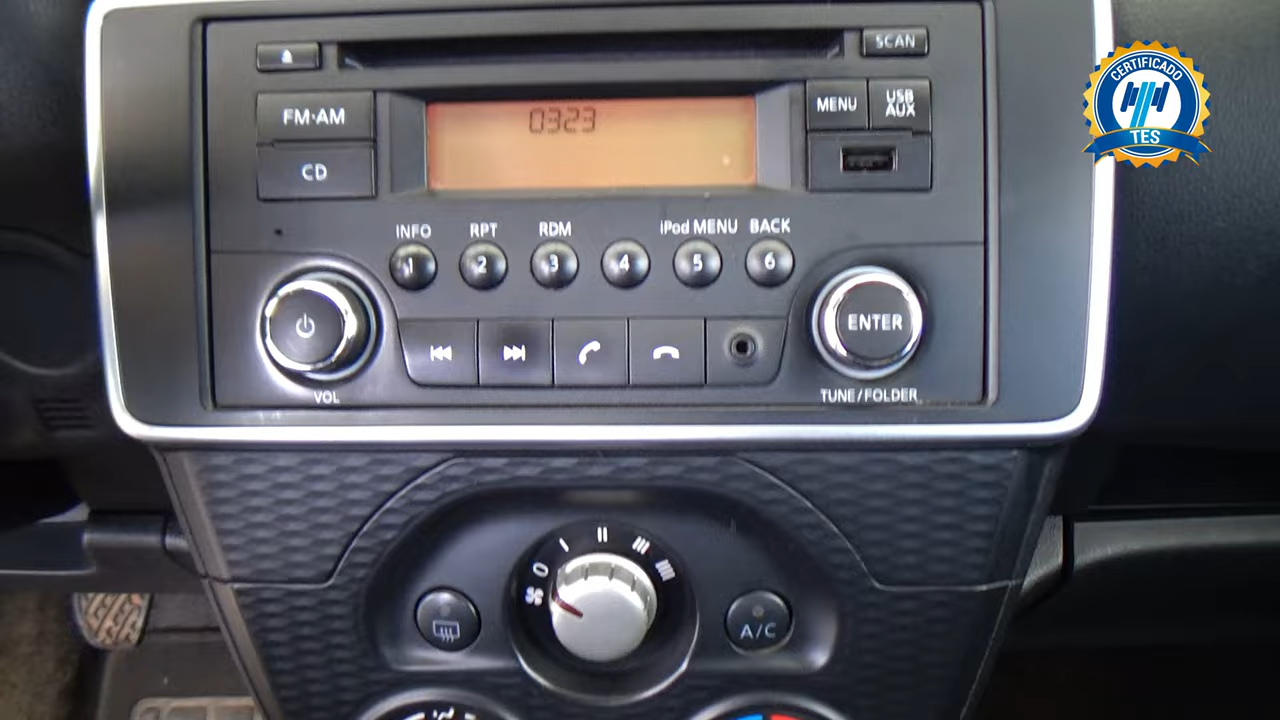 SCAN
FM·AM
CD
0323
MENU
USB
AUX
INFO
RPT
RDM
iPod MENU
BACK
1
2
3
4
5
6
ENTER
VOL
TUNE/FOLDER
0
I
II
III
IIII
A/C
CERTIFICADO
TES